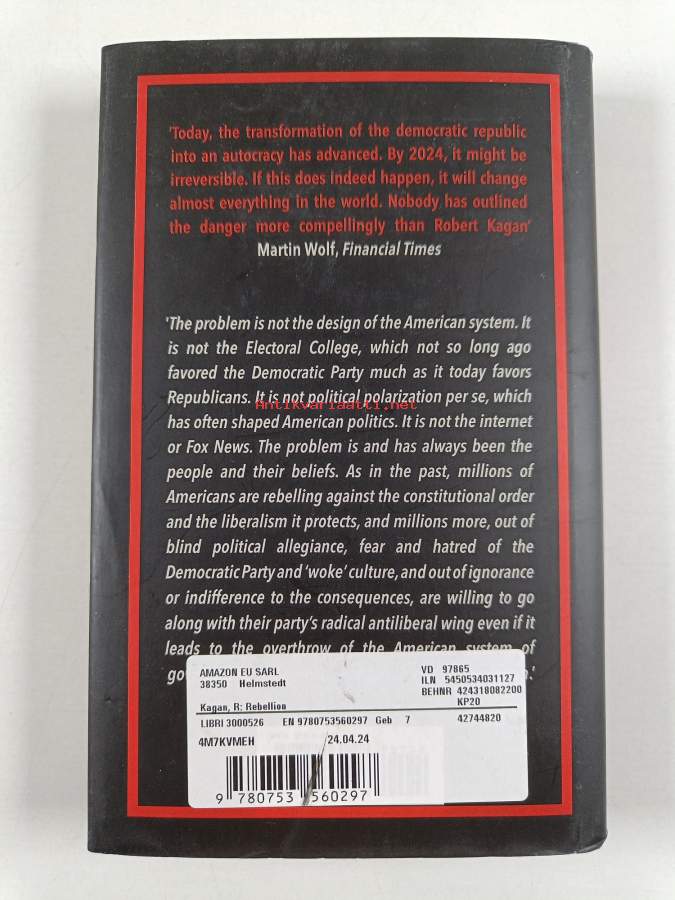 'Today, the transformation of the democratic republic
into an autocracy has advanced. By 2024, it might be
irreversible. If this does indeed happen, it will change
almost everything in the world. Nobody has outlined
the danger more compellingly than Robert Kagan'
Martin Wolf, Financial Times
'The problem is not the design of the American system. It
is not the Electoral College, which not so long ago
favored the Democratic Party much as it today favors
Republicans. It is not political polarization per se, which
Antikvariaatti.net
has often shaped American politics. It is not the internet
or Fox News. The problem is and has always been the
people and their beliefs. As in the past, millions of
Americans are rebelling against the constitutional order
and the liberalism it protects, and millions more, out of
blind political allegiance, fear and hatred of the
Democratic Party and 'woke' culture, and out of ignorance
or indifference to the consequences, are willing to go
along with their party's radical antiliberal wing even if it
leads to the overthrow of the American system of
go
AMAZON EU SARL VD 97865
38350 Helmstedt ILN 5450534031127
BEHNR 424318082200
Kagan, R: Rebellion KP20
LIBRI 3000526 EN 9780753560297 Geb 7 42744820
4M7KVMEH 24.04.24
9 780753 560297